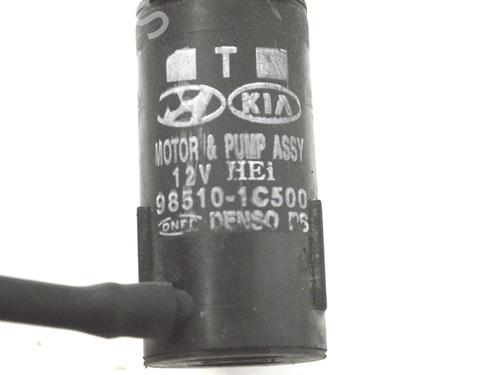 T
KIA
MOTOR & PUMP ASSY
12V HEi
98510-1C500
DENSO PS